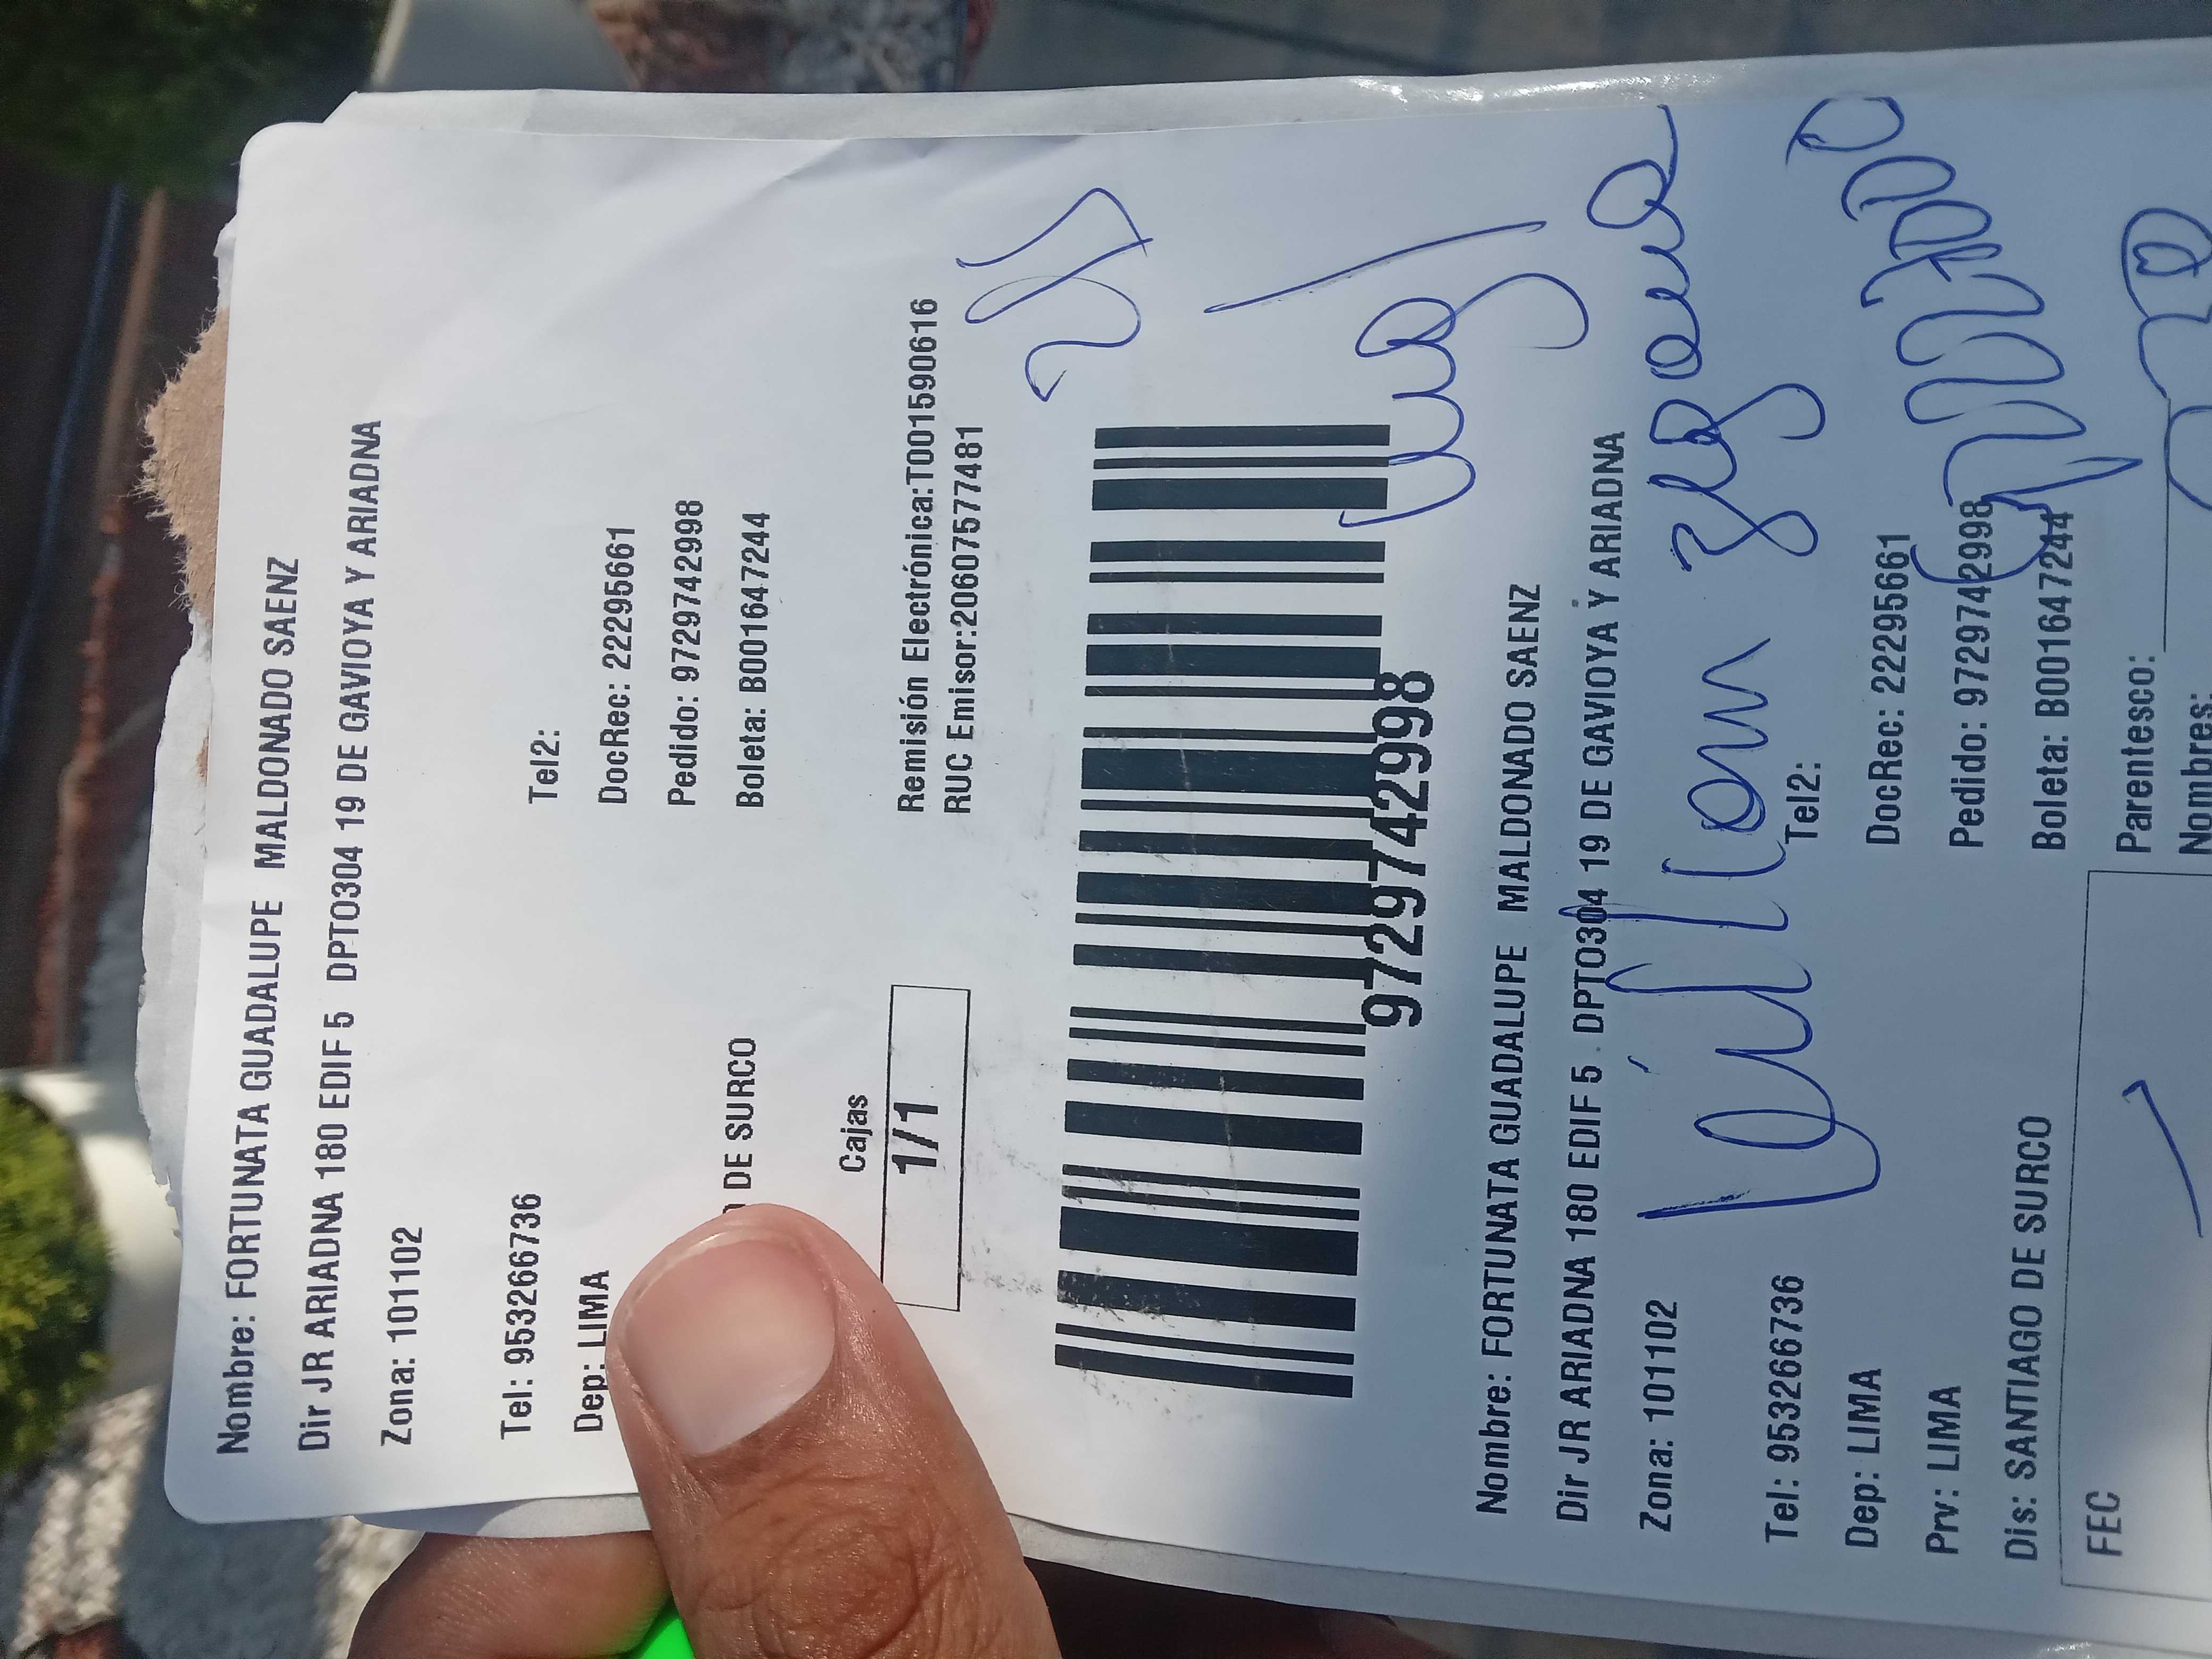 Nombre: FORTUNATA GUADALUPE MALDONADO SAENZ
Dir JR ARIADNA 180 EDIF 5 DPTO304 19 DE GAVIOYA Y ARIADNA
Zona: 101102
Tel: 953266736 Tel2:
Dep: LIMA DocRec: 22295661
Pedido: 9729742998
DE SURCO Boleta: B001647244
Cajas
1/1
Remisión Electrónica:T001590616
RUC Emisor:20607577481
9729742998
Nombre: FORTUNATA GUADALUPE MALDONADO SAENZ
Dir JR ARIADNA 180 EDIF 5 . DPTO304 19 DE GAVIOYA Y ARIADNA
Zona: 101102
Tel: 953266736 Tel2:
Dep: LIMA DocRec: 22295661
Prv: LIMA Pedido: 9729742998
Dis: SANTIAGO DE SURCO Boleta: B001647244
FEC Parentesco:
Nombres: